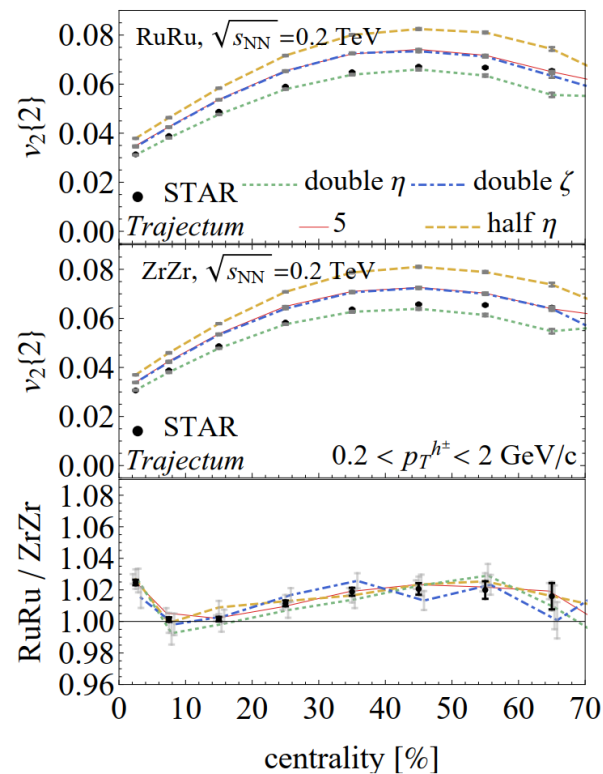 RuRu, √sNN =0.2 TeV
0.08
0.06
0.04
0.02
0.00
v2{2}
STAR
double η
double ζ
Trajectum
5
half η
ZrZr, √sNN =0.2 TeV
0.08
0.06
0.04
0.02
0.00
v2{2}
STAR
Trajectum
0.2 < pT h± < 2 GeV/c
1.08
1.06
1.04
1.02
1.00
0.98
0.96
RuRu / ZrZr
0 10 20 30 40 50 60 70
centrality [%]